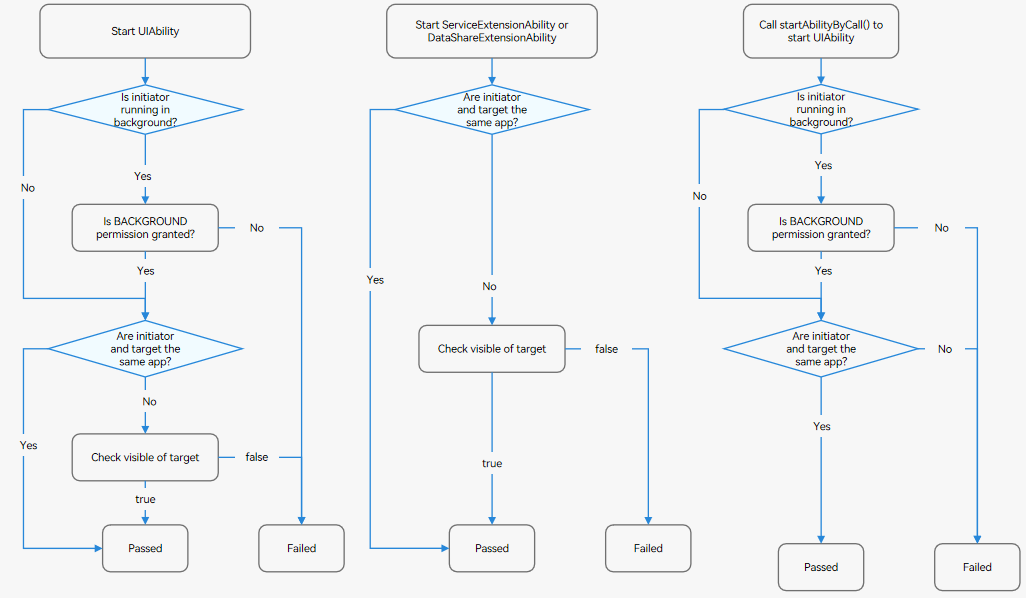 Start UIAbility
Is initiator
running in
background?
No
Yes
Is BACKGROUND
permission granted?
No
Yes
Are initiator
and target the
same app?
No
Yes
Check visible of target
false
true
Passed
Failed
Start ServiceExtensionAbility or
DataShareExtensionAbility
Are initiator
and target the
same app?
Yes
No
Check visible of target
false
true
Passed
Failed
Call startAbilityByCall() to
start UIAbility
Is initiator
running in
background?
Yes
No
Is BACKGROUND
permission granted?
No
Yes
Are initiator
and target the
same app?
No
Yes
Passed
Failed